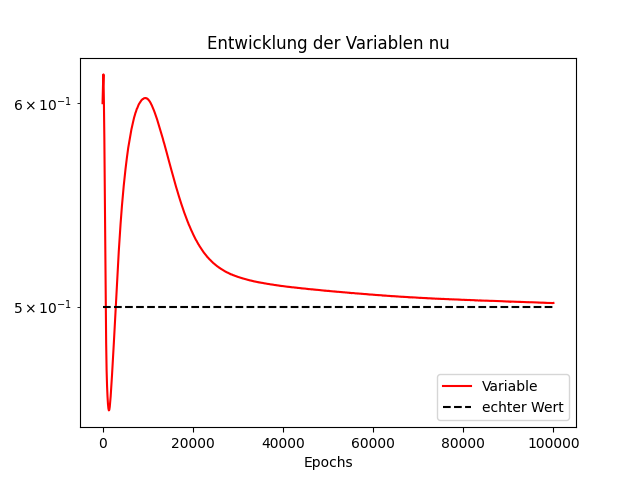 Entwicklung der Variablen nu
6 × 10⁻¹
5 × 10⁻¹
Variable
echter Wert
0 20000 40000 60000 80000 100000
Epochs